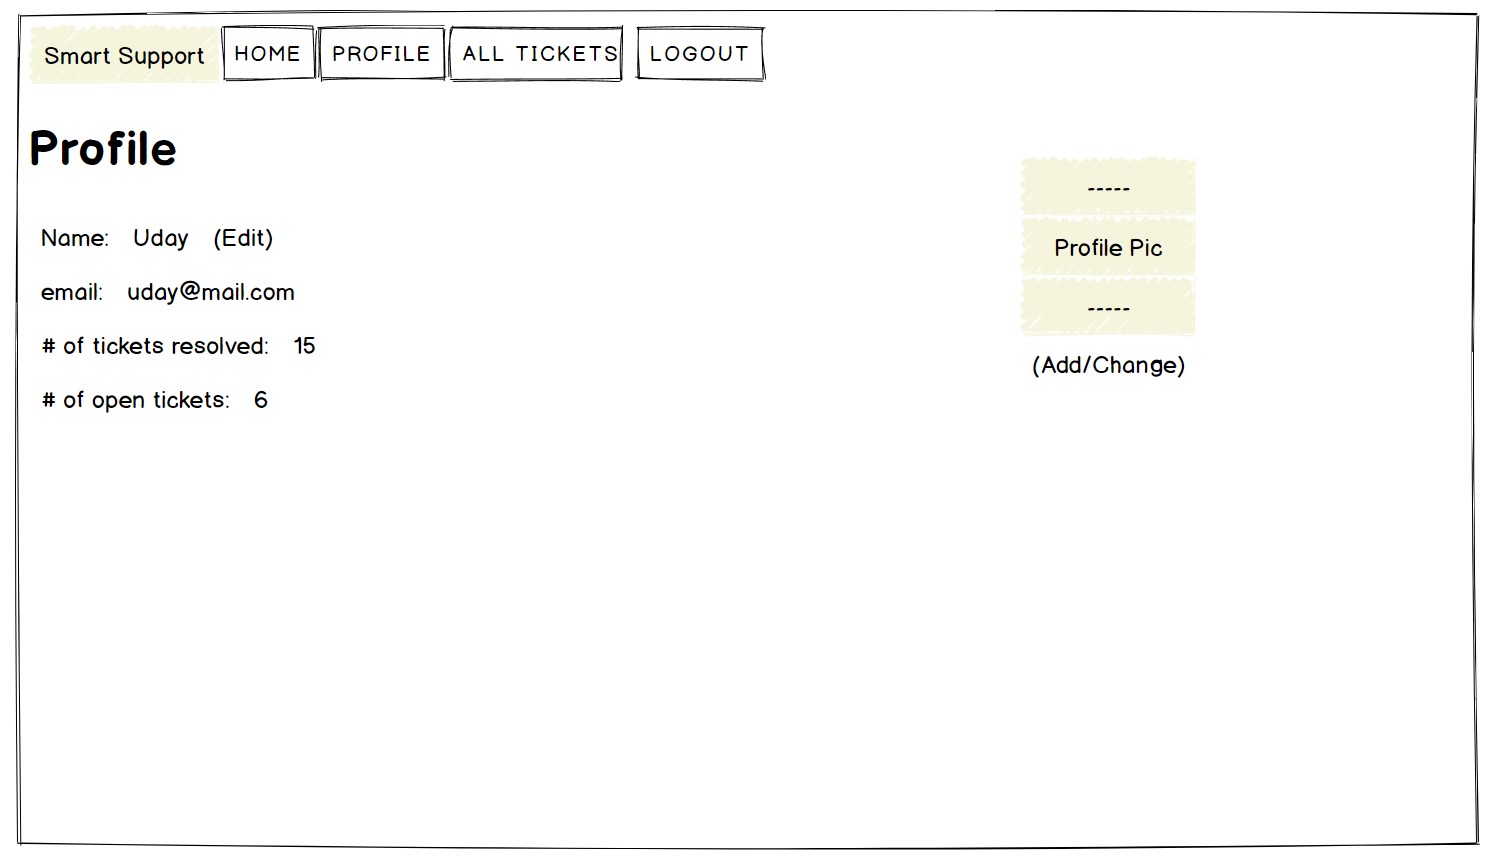 Smart Support HOME PROFILE ALL TICKETS LOGOUT
Profile
Name: Uday (Edit)
email: uday@mail.com
# of tickets resolved: 15
# of open tickets: 6
-----
Profile Pic
-----
(Add/Change)